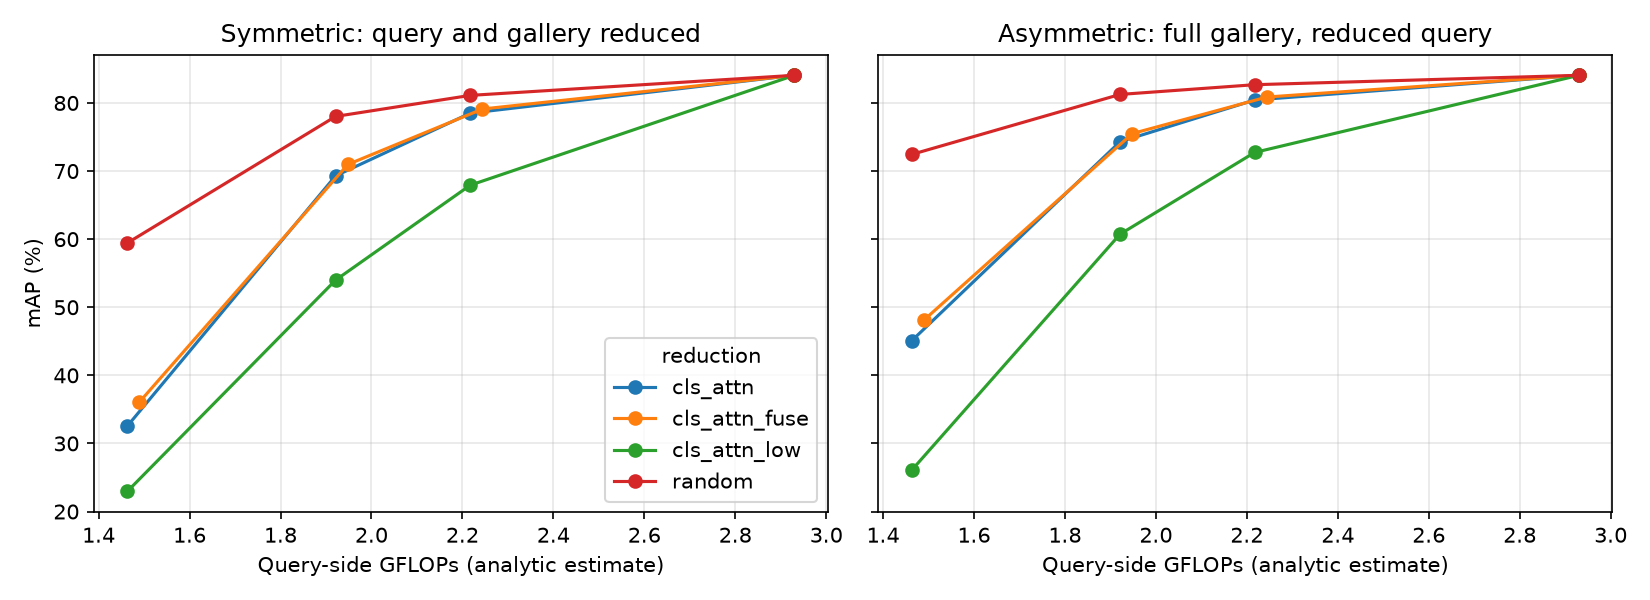 Symmetric: query and gallery reduced
mAP (%)
80
70
60
50
40
30
20
1.4 1.6 1.8 2.0 2.2 2.4 2.6 2.8 3.0
Query-side GFLOPs (analytic estimate)
reduction
cls_attn
cls_attn_fuse
cls_attn_low
random
Asymmetric: full gallery, reduced query
1.4 1.6 1.8 2.0 2.2 2.4 2.6 2.8 3.0
Query-side GFLOPs (analytic estimate)